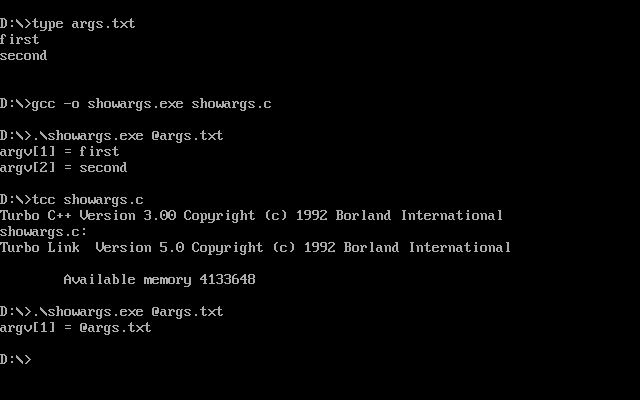 D:\>type args.txt
first
second
D:\>gcc -o showargs.exe showargs.c
D:\>.\showargs.exe @args.txt
argv[1] = first
argv[2] = second
D:\>tcc showargs.c
Turbo C++ Version 3.00 Copyright (c) 1992 Borland International
showargs.c:
Turbo Link  Version 5.0 Copyright (c) 1992 Borland International
        Available memory 4133648
D:\>.\showargs.exe @args.txt
argv[1] = @args.txt
D:\>